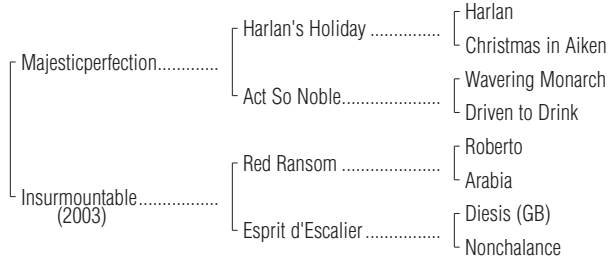 Harlan
Harlan's Holiday ..................
Christmas in Aiken
Majesticperfection.............
Wavering Monarch
Act So Noble.....................
Driven to Drink
Roberto
Red Ransom .....................
Arabia
Insurmountable.................
(2003)
Diesis (GB)
Esprit d'Escalier ................
Nonchalance